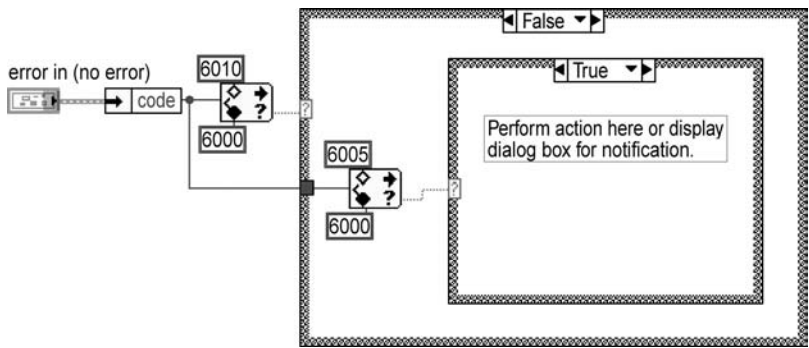 False
True
6010
error in (no error)
code
?
?
6000
Perform action here or display
dialog box for notification.
6005
?
?
6000